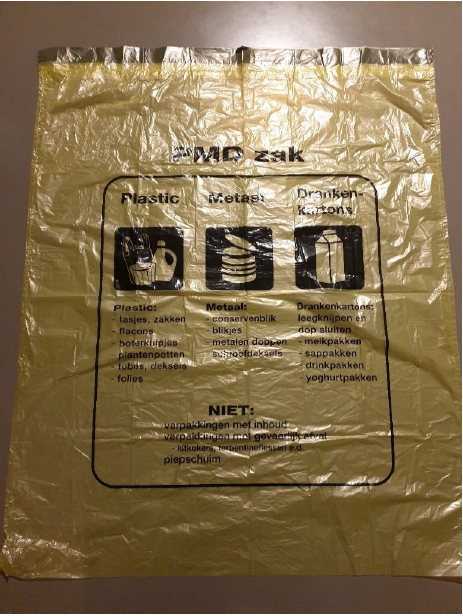 PMD zak
Plastic Metaal Dranken-
kartons
Plastic:
- tasjes, zakken
- flacons
- boterkuipjes
- plantenpotten
- tubes, deksels
- folies
Metaal:
- conservenblik
- blikjes
- metalen doppen
- schroefdeksels
Drankenkartons:
leegknijpen en
dop sluiten
- melkpakken
- sappakken
- drinkpakken
- yoghurtpakken
NIET:
verpakkingen met inhoud
verpakkingen met gevaarlijk afval
- kitkokers, terpentineflessen e.d.
piepschuim